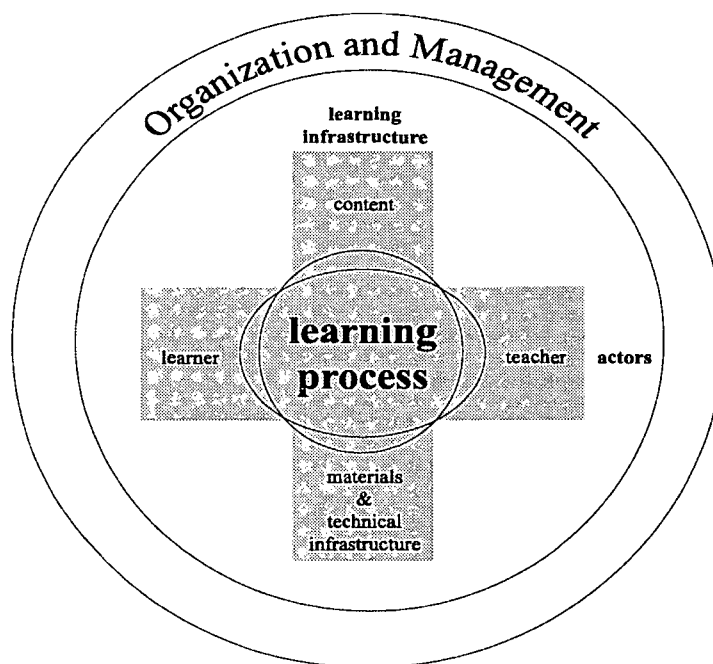 Organization and Management
learning
infrastructure
content
learning
process
learner
teacher
actors
materials
&
technical
infrastructure